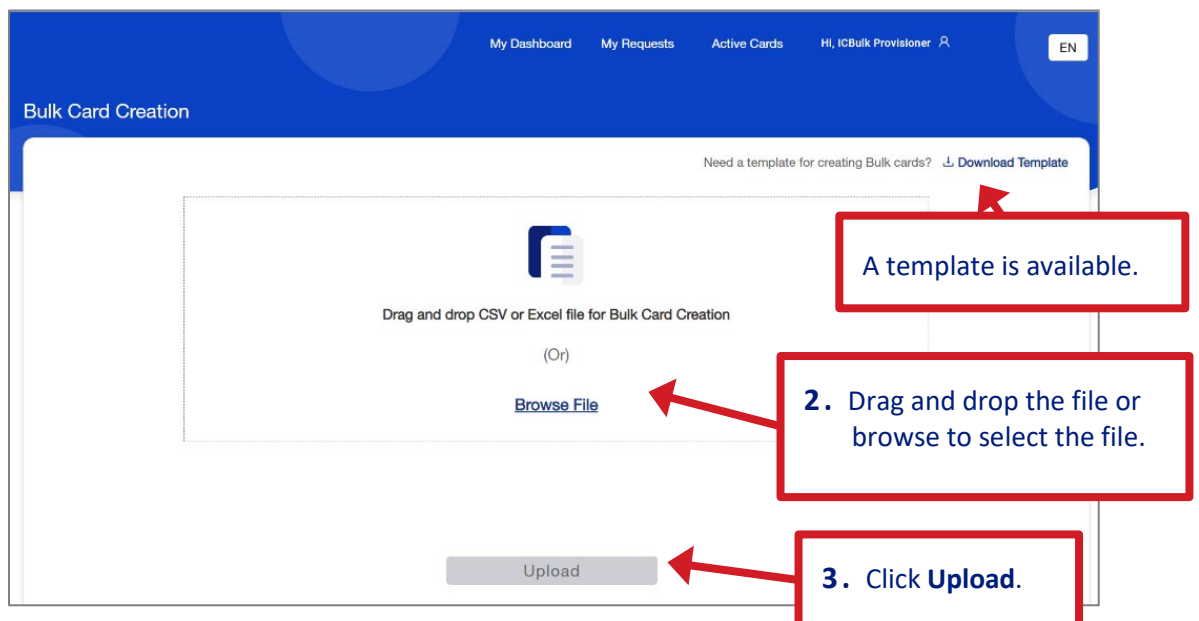 My Dashboard My Requests Active Cards Hi, ICBulk Provisioner EN
Bulk Card Creation
Need a template for creating Bulk cards? Download Template
A template is available.
Drag and drop CSV or Excel file for Bulk Card Creation
(Or)
Browse File
2. Drag and drop the file or
browse to select the file.
Upload
3. Click Upload.